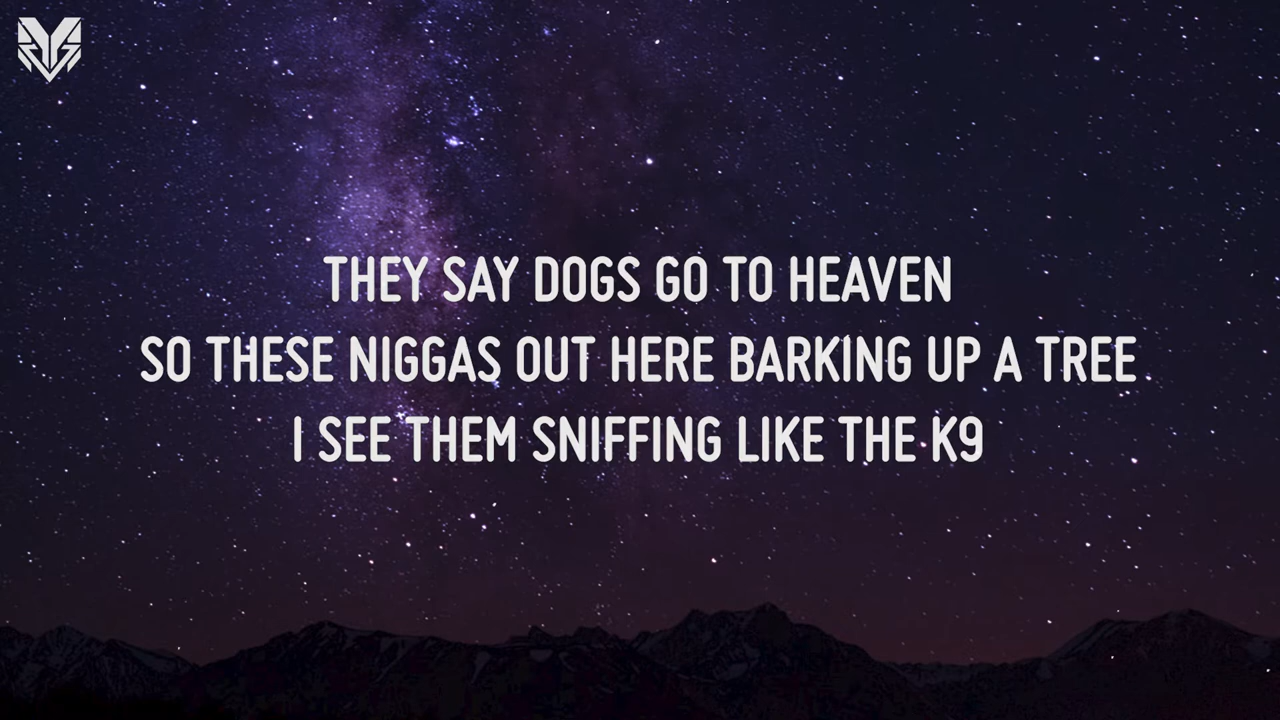 THEY SAY DOGS GO TO HEAVEN
SO THESE NIGGAS OUT HERE BARKING UP A TREE
I SEE THEM SNIFFING LIKE THE K9